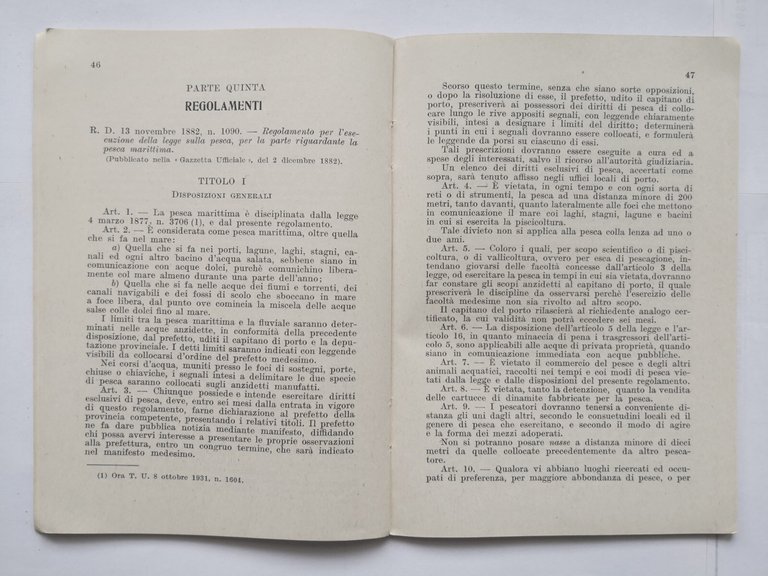 46
PARTE QUINTA
REGOLAMENTI
R. D. 13 novembre 1882, n. 1090. — Regolamento per l'ese-
cuzione della legge sulla pesca, per la parte riguardante la
pesca marittima.
(Pubblicato nella « Gazzetta Ufficiale », del 2 dicembre 1882).
TITOLO I
DISPOSIZIONI GENERALI
Art. 1. — La pesca marittima è disciplinata dalla legge
4 marzo 1877. n. 3706 (1), e dal presente regolamento.
Art. 2. — È considerata come pesca marittima, oltre quella
che si fa nel mare:
a) Quella che si fa nei porti, lagune, laghi, stagni, ca-
nali ed ogni altro bacino d'acqua salata, sebbene siano in
comunicazione con acque dolci, purchè comunichino libera-
mente col mare almeno durante una parte dell'anno;
b) Quella che si fa nelle acque dei fiumi e torrenti, dei
canali navigabili e dei fossi di scolo che sboccano in mare
a foce libera, dal punto ove comincia la miscela delle acque
salse colle dolci fino al mare.
I limiti tra la pesca marittima e la fluviale saranno deter-
minati nelle acque anzidette, in conformità della precedente
disposizione, dal prefetto, uditi il capitano di porto e la depu-
tazione provinciale. I detti limiti saranno indicati con leggende
visibili da collocarsi d'ordine del prefetto medesimo.
Nei corsi d'acqua, muniti presso le foci di sostegni, porte,
chiuse o chiaviche, i segnali intesi a delimitare le due specie
di pesca saranno collocati sugli anzidetti manufatti.
Art. 3. — Chiunque possiede e intende esercitare diritti
esclusivi di pesca, deve, entro sei mesi dalla entrata in vigore
di questo regolamento, farne dichiarazione al prefetto della
provincia competente, presentando i relativi titoli. Il prefetto
ne fa dare pubblica notizia mediante manifesto, diffidando
chi possa avervi interesse a presentare le proprie osservazioni
alla prefettura, entro un congruo termine, che sarà indicato
nel manifesto medesimo.
(1) Ora T. U. 8 ottobre 1931, n. 1604.
47
Scorso questo termine, senza che siano sorte opposizioni,
o dopo la risoluzione di esse, il prefetto, udito il capitano di
porto, prescriverà ai possessori dei diritti di pesca di collo-
care lungo le rive appositi segnali, con leggende chiaramente
visibili, intesi a designare i limiti del diritto; determinerà
i punti in cui i segnali dovranno essere collocati, e formulerà
le leggende da porsi su ciascuno di essi.
Tali prescrizioni dovranno essere eseguite a cura ed a
spese degli interessati, salvo il ricorso all'autorità giudiziaria.
Un elenco dei diritti esclusivi di pesca, accertati come
sopra, sarà tenuto affisso negli uffici locali di porto.
Art. 4. — È vietata, in ogni tempo e con ogni sorta
di reti o di strumenti, la pesca ad una distanza minore di 200
metri, tanto davanti, quanto lateralmente alle foci che mettono
in comunicazione il mare coi laghi, stagni, lagune e bacini
in cui si esercita la piscicoltura.
Tale divieto non si applica alla pesca colla lenza ad uno o
due ami.
Art. 5. — Coloro i quali, per scopo scientifico o di pisci-
coltura, o di vallicoltura, ovvero per esca di pescagione, in-
tendano giovarsi delle facoltà concesse dall'articolo 3 della
legge, od esercitare la pesca in tempi in cui sia vietata, dovranno
far constare gli scopi anzidetti al capitano di porto, il quale
prescriverà le discipline da osservarsi perchè l'esercizio delle
facoltà medesime non sia rivolto ad altro scopo.
Il capitano del porto rilascierà al richiedente analogo cer-
tificato, la cui validità non può eccedere sei mesi.
Art. 6. — La disposizione dell'articolo 5 della legge e l'ar-
ticolo 16, in quanto minaccia di pena i trasgressori dell'arti-
colo 5, sono applicabili alle acque di privata proprietà, quando
siano in comunicazione immediata con acque pubbliche.
Art. 7. — È vietato il commercio del pesce e degli altri
animali acquatici, raccolti nei tempi e coi modi di pesca vie-
tati dalla legge e dalle disposizioni del presente regolamento.
Art. 8. — È vietata, tanto la detenzione, quanto la vendita
delle cartucce di dinamite fabbricate per la pesca.
Art. 9. — I pescatori dovranno tenersi a conveniente di-
stanza gli uni dagli altri, secondo le consuetudini locali ed il
genere di pesca che esercitano, e secondo il modo di agire
e la forma dei mezzi adoperati.
Non si potranno posare nasse a distanza minore di dieci
metri da quelle collocate precedentemente da altro pesca-
tore.
Art. 10. — Qualora vi abbiano luoghi ricercati ed occu-
pati di preferenza, per maggiore abbondanza di pesce, o per